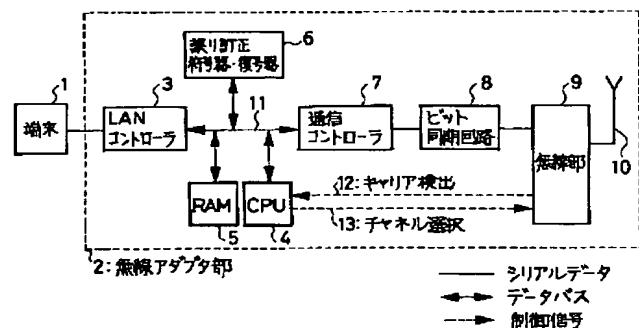 6
誤り訂正
符号器・復号器
1
3
7
8
9
端末
LAN
コントローラ
11
通信
コントローラ
ビット
同期回路
無線部
10
12:キャリア検出
RAM
CPU
13:チャネル選択
5
4
2:無線アダプタ部
シリアルデータ
データバス
制御信号